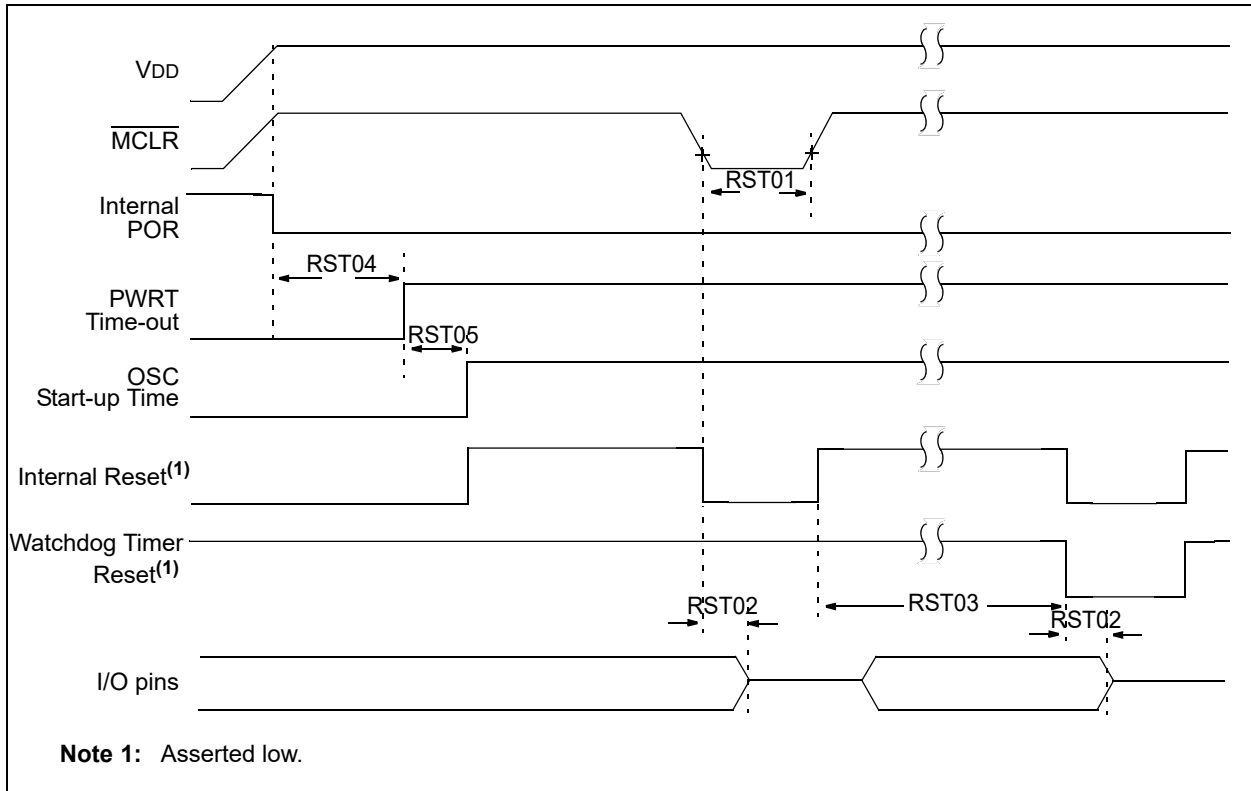 VDD
MCLR
RST01
Internal
POR
RST04
PWRT
Time-out
RST05
OSC
Start-up Time
Internal Reset(1)
Watchdog Timer
Reset(1)
RST02
RST03
RST02
I/O pins
Note 1: Asserted low.